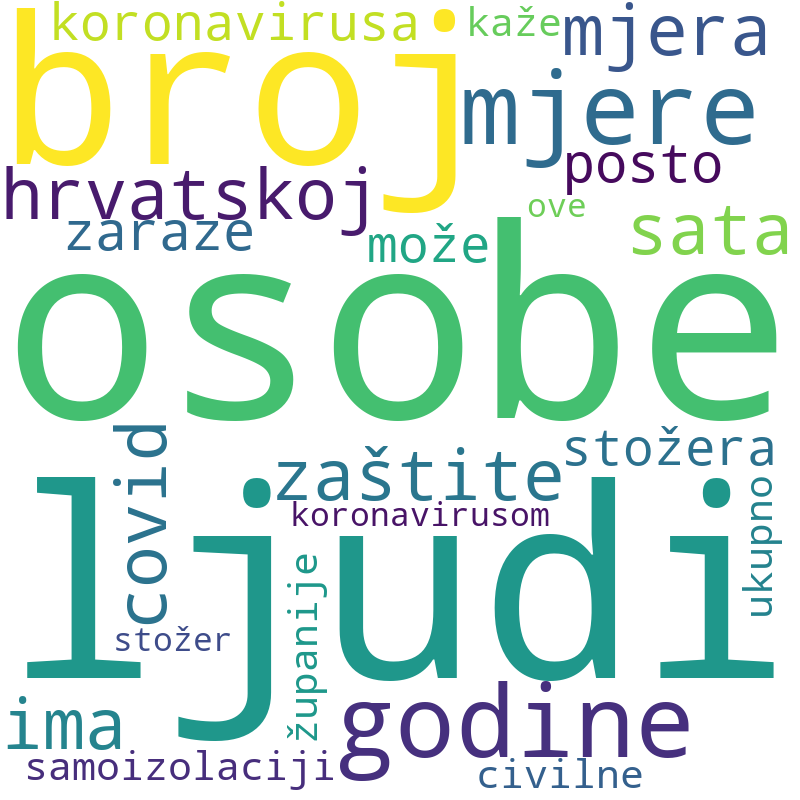 koronavirusa
kaže
mjera
broj
mjere
posto
hrvatskoj
ove
zaraze
može
sata
osobe
covid
zaštite
stožera
koronavirusom
ukupno
ljudi
županije
stožer
ima
godine
samoizolaciji
civilne